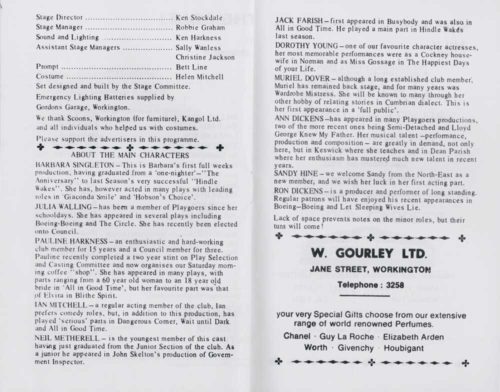 Stage Director ........................ Ken Stockdale
Stage Manager ........................ Robbie Graham
Sound and Lighting .................. Ken Harkness
Assistant Stage Managers .......... Sally Wanless
Christine Jackson
Prompt ........................ Bett Line
Costume ........................ Helen Mitchell
Set designed and built by the Stage Committee.
Emergency Lighting Batteries supplied by
Gordons Garage, Workington.
We thank Scoons, Workington (for furniture), Kangol Ltd.
and all individuals who helped us with costumes.
Please support the advertisers in this programme.
ABOUT THE MAIN CHARACTERS
BARBARA SINGLETON – This is Barbara's first full weeks
production, having graduated from a 'one-nighter'– "The
Anniversary" to last Season's very successful "Hindle
Wakes". She has, however acted in many plays with leading
roles in 'Giaconda Smile' and 'Hobson's Choice'.
JULIA WALLING – has been a member of Playgoers since her
schooldays. She has appeared in several plays including
Boeing-Boeing and The Circle. She has recently been elected
onto Council.
PAULINE HARKNESS – an enthusiastic and hard-working
club member for 15 years and a Council member for three.
Pauline recently completed a two year stint on Play Selection
and Casting Committee and now organises our Saturday morn-
ing coffee "shop". She has appeared in many plays, with
parts ranging from a 60 year old woman to an 18 year old
bride in 'All in Good Time', but her favourite part was that
of Elvira in Blithe Spirit.
IAN MITCHELL – a regular acting member of the club, Ian
prefers comedy roles, but, in addition to this production, has
played 'serious' parts in Dangerous Corner, Wait until Dark
and All in Good Time.
NEIL METHERELL – is the youngest member of this cast
having just graduated from the Junior Section of the club. As
a junior he appeared in John Skelton's production of Govern-
ment Inspector.
JACK FARISH – first appeared in Busybody and was also in
All in Good Time. He played a main part in Hindle Wakes
last season.
DOROTHY YOUNG – one of our favourite character actresses,
her most memorable performances were as a Cockney house-
wife in Noman and as Miss Gossage in The Happiest Days
of your Life.
MURIEL DOVER – although a long established club member,
Muriel has remained back stage, and for many years was
Wardrobe Mistress. She will be known to many through her
other hobby of relating stories in Cumbrian dialect. This is
her first appearance in a 'full public'.
ANN DICKENS – has appeared in many Playgoers productions,
two of the more recent ones being Semi-Detached and Lloyd
George Knew My Father. Her musical talent – performance,
production and composition – are greatly in demand, not only
here, but in Keswick where she teaches and in Dean Parish
where her enthusiasm has mustered much new talent in recent
years.
SANDY HINE – we welcome Sandy from the North-East as a
new member, and we wish her luck in her first acting part.
RON DICKENS – is a producer and performer of long standing.
Regular patrons will have enjoyed his recent appearances in
Boeing-Boeing and Let Sleeping Wives Lie.
Lack of space prevents notes on the minor roles, but their
turn will come!
W. GOURLEY LTD.
JANE STREET, WORKINGTON
Telephone : 3258
your very Special Gifts choose from our extensive
range of world renowned Perfumes.
Chanel · Guy La Roche · Elizabeth Arden
Worth · Givenchy · Houbigant